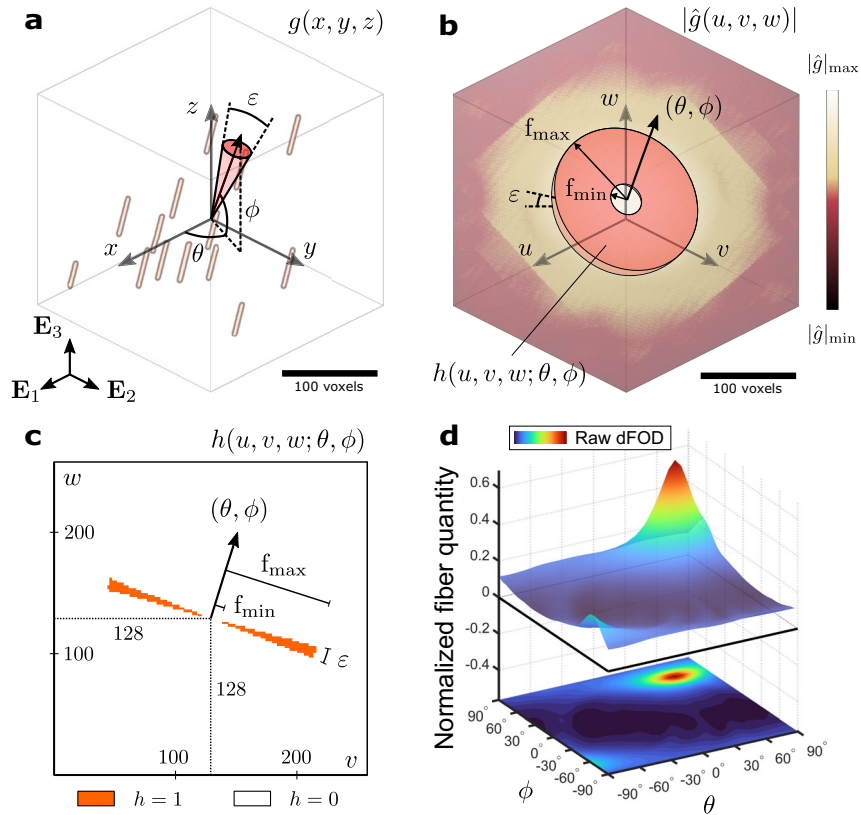 a
g(x, y, z)
z
ε
ϕ
x
θ
y
E₃
E₁
E₂
100 voxels
b
|ĝ(u, v, w)|
|ĝ|max
w
(θ, ϕ)
fmax
fmin
ε
u
v
h(u, v, w; θ, ϕ)
|ĝ|min
100 voxels
c
h(u, v, w; θ, ϕ)
w
200
(θ, ϕ)
fmax
fmin
128
100
ε
128
100
200
v
h = 1
h = 0
d
Raw dFOD
Normalized fiber quantity
0.6
0.4
0.2
0
-0.2
-0.4
90°
60°
30°
0°
-30°
-60°
-90°
ϕ
-90°
-60°
-30°
0°
30°
60°
90°
θ